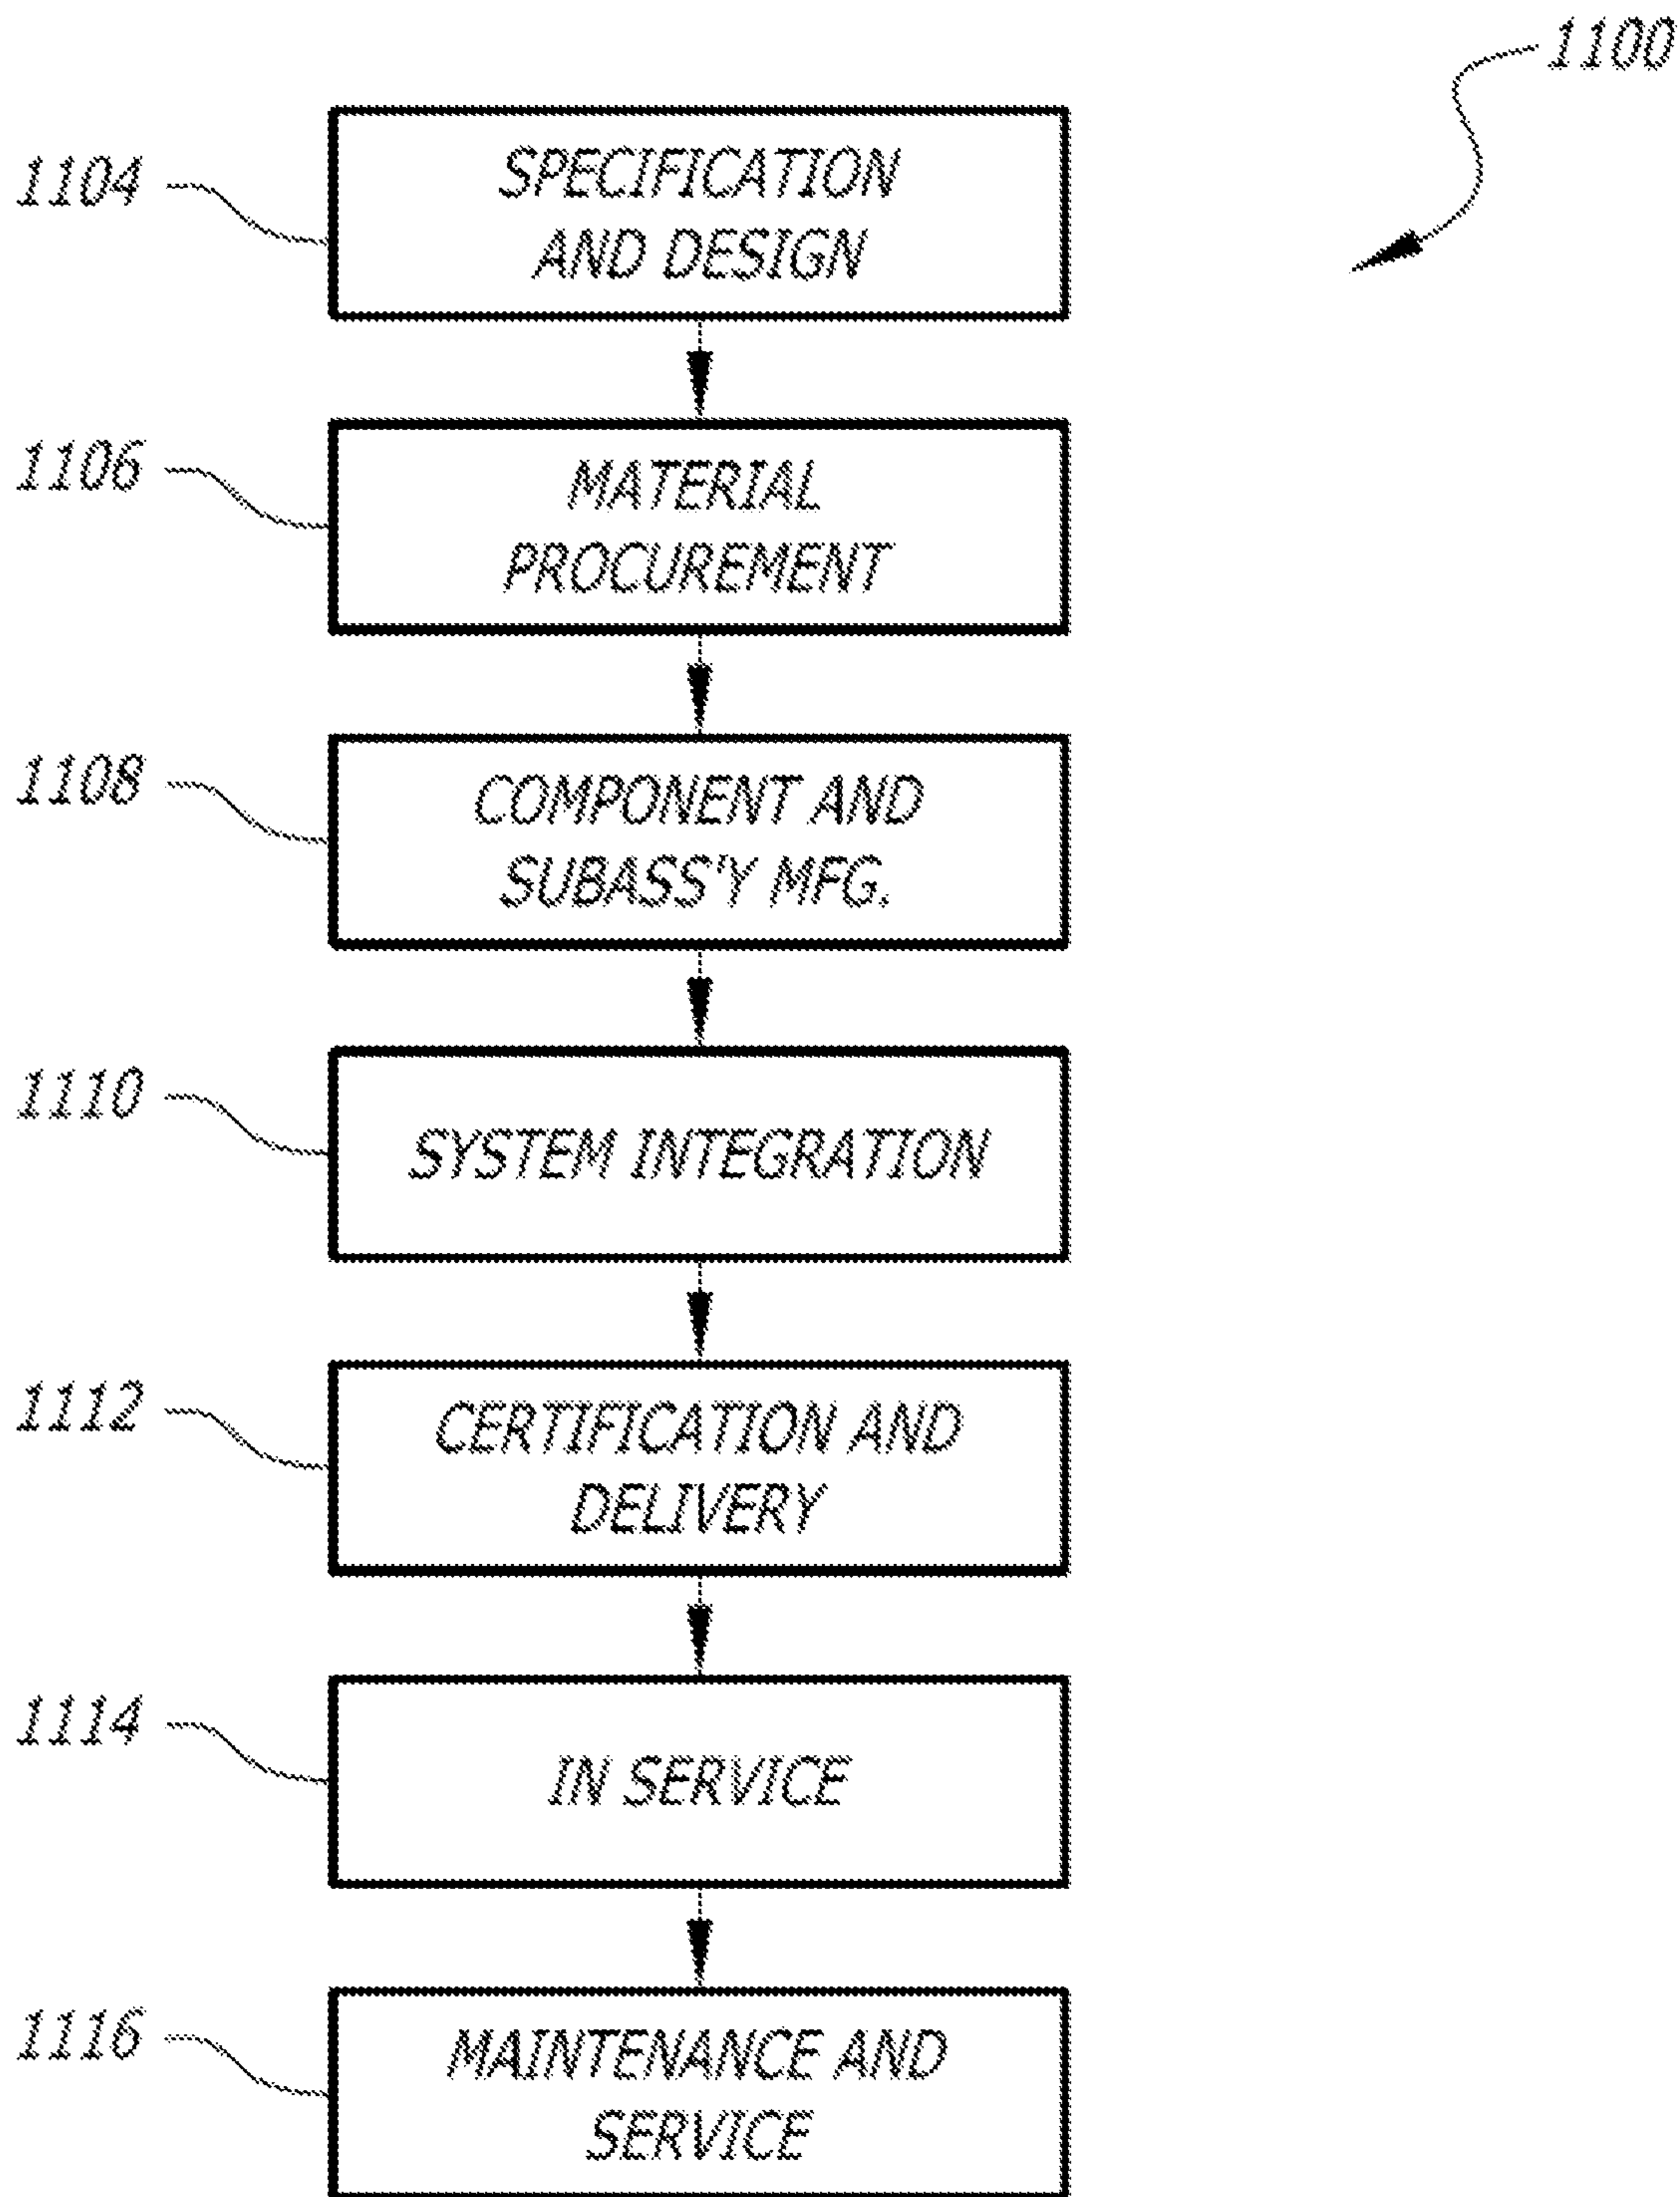 1100
1104
SPECIFICATION
AND DESIGN
1106
MATERIAL
PROCUREMENT
1108
COMPONENT AND
SUBASS'Y MFG.
1110
SYSTEM INTEGRATION
1112
CERTIFICATION AND
DELIVERY
1114
IN SERVICE
1116
MAINTENANCE AND
SERVICE